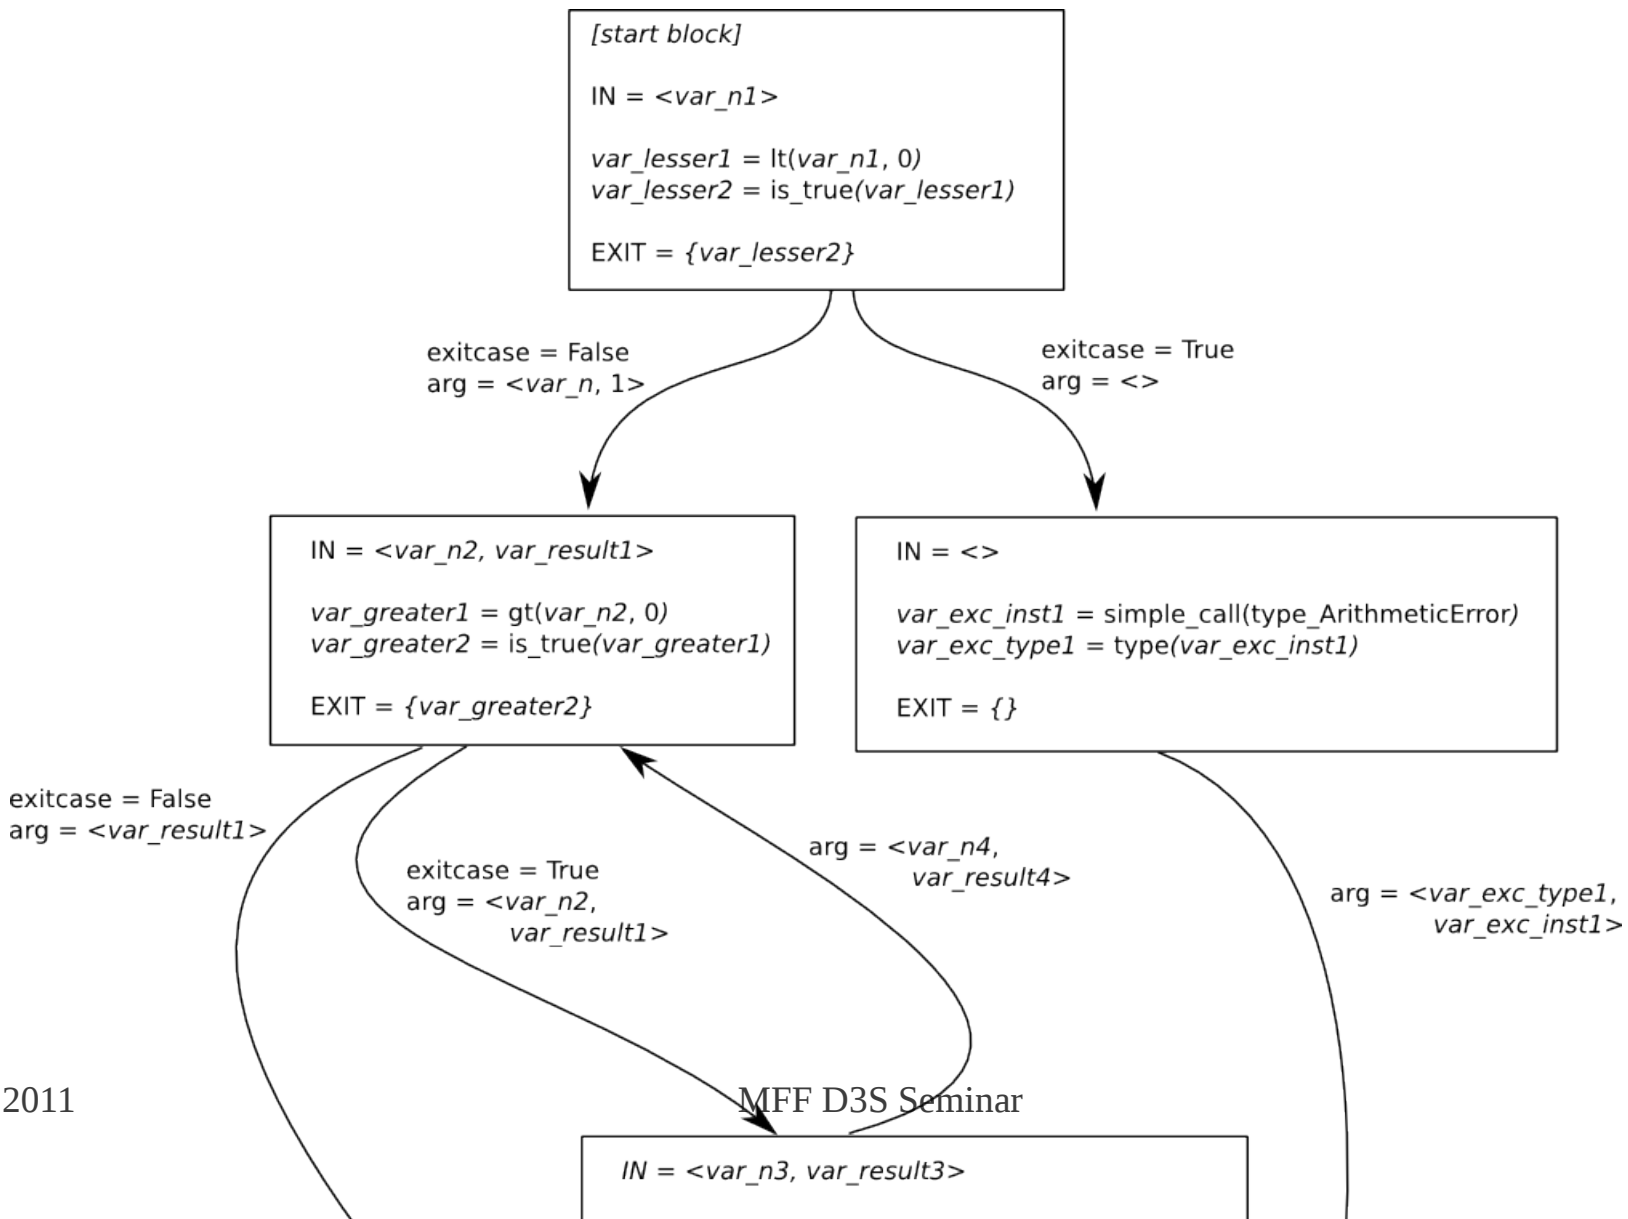 [start block]
IN = <var_n1>
var_lesser1 = lt(var_n1, 0)
var_lesser2 = is_true(var_lesser1)
EXIT = {var_lesser2}
exitcase = False
arg = <var_n, 1>
exitcase = True
arg = <>
IN = <var_n2, var_result1>
var_greater1 = gt(var_n2, 0)
var_greater2 = is_true(var_greater1)
EXIT = {var_greater2}
IN = <>
var_exc_inst1 = simple_call(type_ArithmeticError)
var_exc_type1 = type(var_exc_inst1)
EXIT = {}
exitcase = False
arg = <var_result1>
exitcase = True
arg = <var_n2,
var_result1>
arg = <var_n4,
var_result4>
arg = <var_exc_type1,
var_exc_inst1>
2011
MFF D3S Seminar
IN = <var_n3, var_result3>